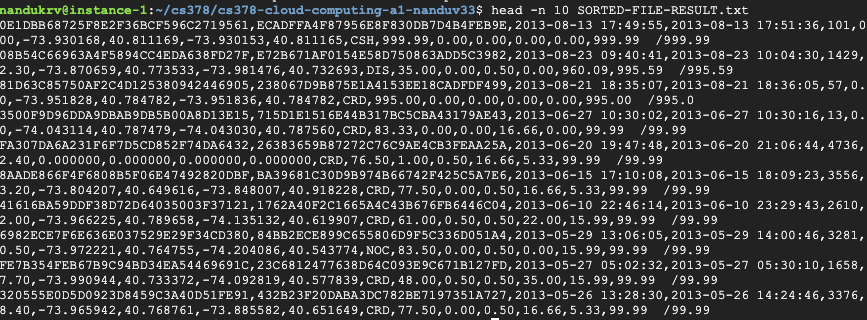 nandukrv@instance-1:~/cs378/cs378-cloud-computing-a1-nanduv33$ head -n 10 SORTED-FILE-RESULT.txt
0E1DBB68725F8E2F36BCF596C2719561,ECADFFA4F87956E8F830DB7D4B4FEB9E,2013-08-13 17:49:55,2013-08-13 17:51:36,101,0
00,-73.930168,40.811169,-73.930153,40.811165,CSH,999.99,0.00,0.00,0.00,0.00,999.99  /999.99
08B54C66963A4F5894CC4EDA638FD27F,E72B671AF0154E58D750863ADD5C3982,2013-08-23 09:40:41,2013-08-23 10:04:30,1429
2.30,-73.870659,40.773533,-73.981476,40.732693,DIS,35.00,0.00,0.50,0.00,960.09,995.59  /995.59
81D63C85750AF2C4D125380942446905,238067D9B875E1A4153EE18CADFDF499,2013-08-21 18:35:07,2013-08-21 18:36:05,57,0.
0,-73.951828,40.784782,-73.951836,40.784782,CRD,995.00,0.00,0.00,0.00,0.00,995.00  /995.0
3500F9D96DDA9DBAB9DB5B00A8D13E15,715D1E1516E44B317BC5CBA43179AE43,2013-06-27 10:30:02,2013-06-27 10:30:16,13,0.
0,-74.043114,40.787479,-74.043030,40.787560,CRD,83.33,0.00,0.00,16.66,0.00,99.99  /99.99
FA307DA6A231F6F7D5CD852F74DA6432,26383659B87272C76C9AE4CB3FEAA25A,2013-06-20 19:47:48,2013-06-20 21:06:44,4736,
2.40,0.000000,0.000000,0.000000,0.000000,CRD,76.50,1.00,0.50,16.66,5.33,99.99  /99.99
8AADE866F4F6808B5F06E47492820DBF,BA39681C30D9B974B66742F425C5A7E6,2013-06-15 17:10:08,2013-06-15 18:09:23,3556,
3.20,-73.804207,40.649616,-73.848007,40.918228,CRD,77.50,0.00,0.50,16.66,5.33,99.99  /99.99
41616BA59DDF38D72D64035003F37121,1762A40F2C1665A4C43B676FB6446C04,2013-06-10 22:46:14,2013-06-10 23:29:43,2610,
2.00,-73.966225,40.789658,-74.135132,40.619907,CRD,61.00,0.50,0.50,22.00,15.99,99.99  /99.99
6982ECE7F6E636E037529E29F34CD380,84BB2ECE899C655806D9F5C336D051A4,2013-05-29 13:06:05,2013-05-29 14:00:46,3281,
0.50,-73.972221,40.764755,-74.204086,40.543774,NOC,83.50,0.00,0.50,0.00,15.99,99.99  /99.99
FE7B354FEB67B9C94BD34EA54469691C,23C6812477638D64C093E9C671B127FD,2013-05-27 05:02:32,2013-05-27 05:30:10,1658,
7.70,-73.990944,40.733372,-74.092819,40.577839,CRD,48.00,0.50,0.50,35.00,15.99,99.99  /99.99
320555E0D5D0923D8459C3A40D51FE91,432B23F20DABA3DC782BE7197351A727,2013-05-26 13:28:30,2013-05-26 14:24:46,3376,
8.40,-73.965942,40.768761,-73.885582,40.651649,CRD,77.50,0.00,0.50,16.66,5.33,99.99  /99.99